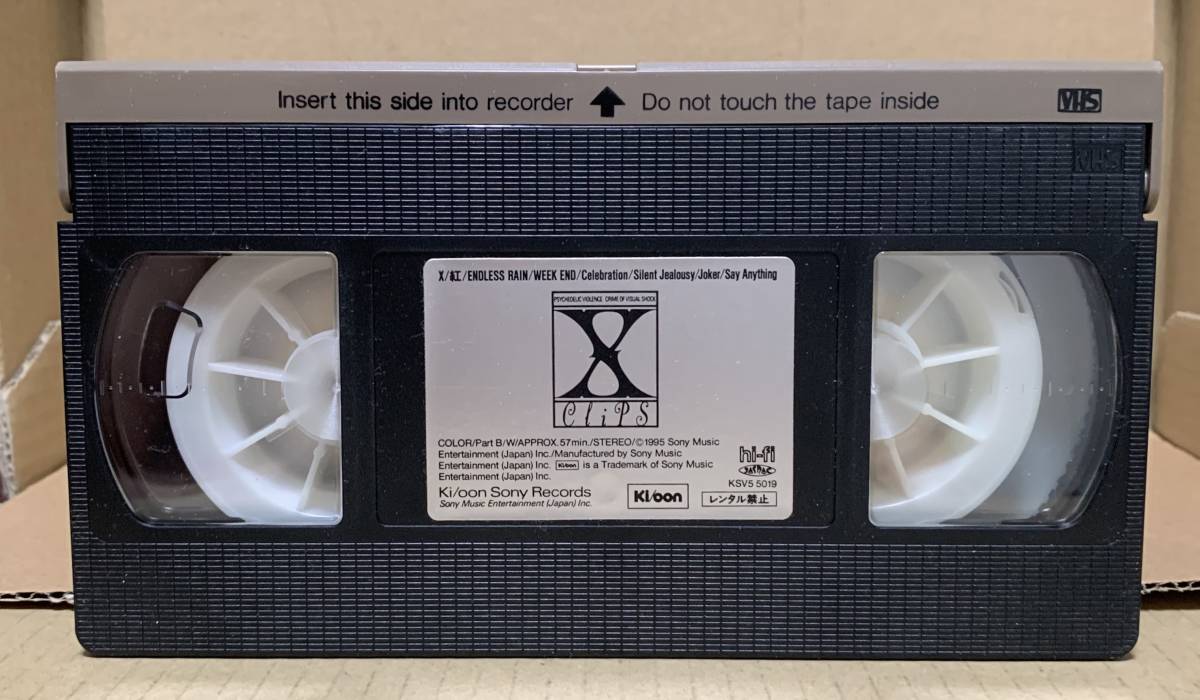 Insert this side into recorder ↑ Do not touch the tape inside VHS
VHS
X/紅/ENDLESS RAIN/WEEK END/Celebration/Silent Jealousy/Joker/Say Anything
PSYCHEDELIC VIOLENCE CRIME OF VISUAL SHOCK
X
CliPS
COLOR/Part B/W/APPROX. 57min./STEREO/©1995 Sony Music
Entertainment (Japan) Inc./Manufactured by Sony Music
Entertainment (Japan) Inc. Ki/oon is a Trademark of Sony Music
Entertainment (Japan) Inc.
hi-fi
KSV5 5019
Ki/oon Sony Records
Sony Music Entertainment (Japan) Inc.
Ki/oon
レンタル禁止